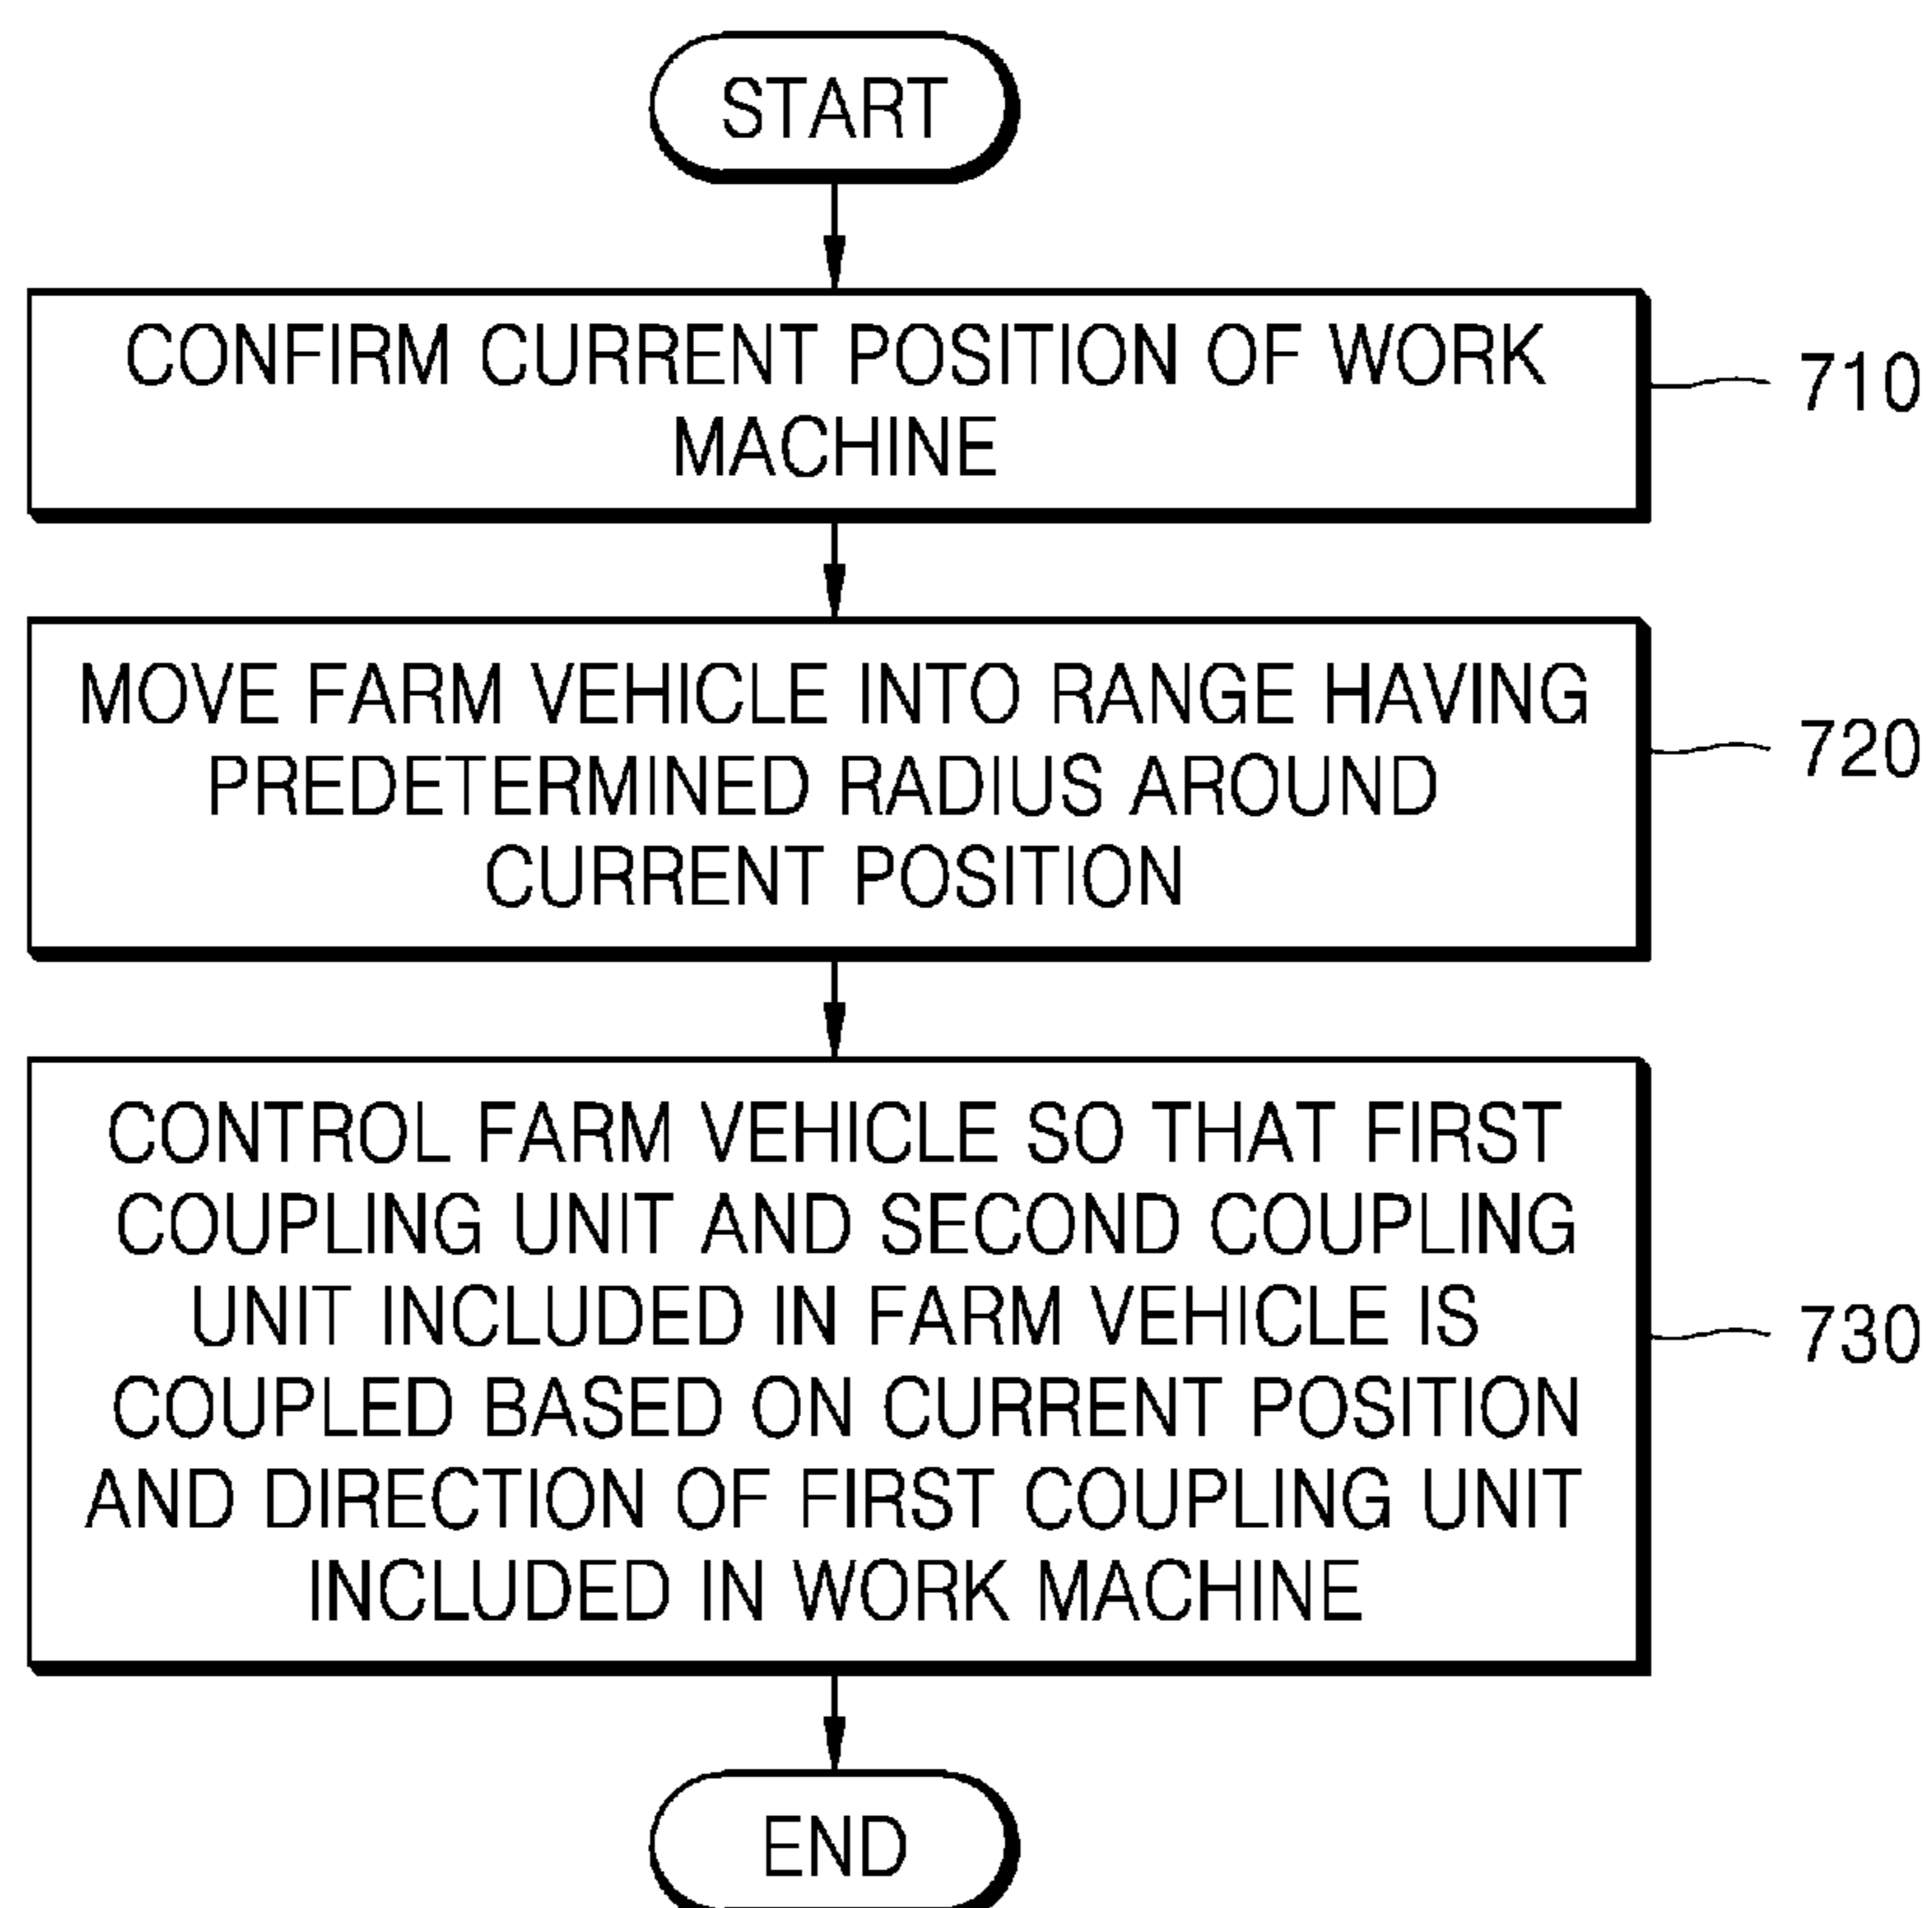 START
CONFIRM CURRENT POSITION OF WORK
MACHINE
710
MOVE FARM VEHICLE INTO RANGE HAVING
PREDETERMINED RADIUS AROUND
CURRENT POSITION
720
CONTROL FARM VEHICLE SO THAT FIRST
COUPLING UNIT AND SECOND COUPLING
UNIT INCLUDED IN FARM VEHICLE IS
COUPLED BASED ON CURRENT POSITION
AND DIRECTION OF FIRST COUPLING UNIT
INCLUDED IN WORK MACHINE
730
END